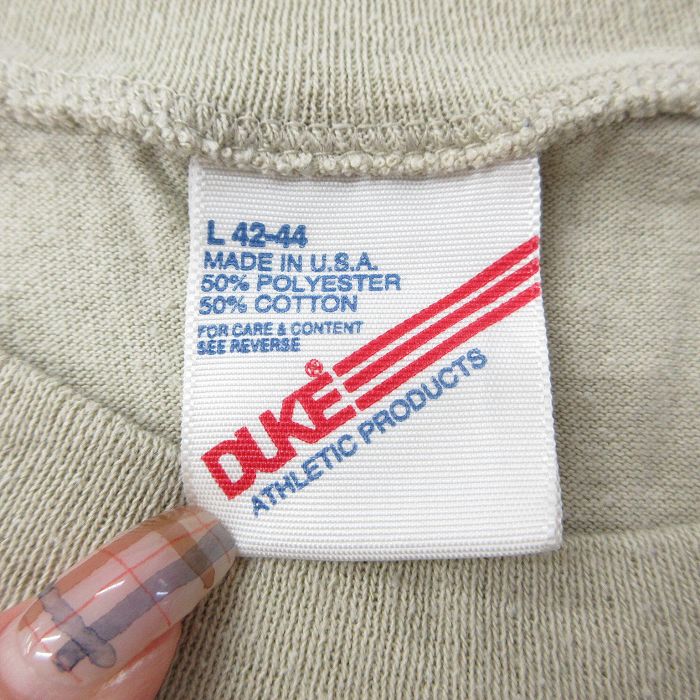 L 42-44
MADE IN U.S.A.
50% POLYESTER
50% COTTON
FOR CARE & CONTENT
SEE REVERSE
DUKE®
ATHLETIC PRODUCTS